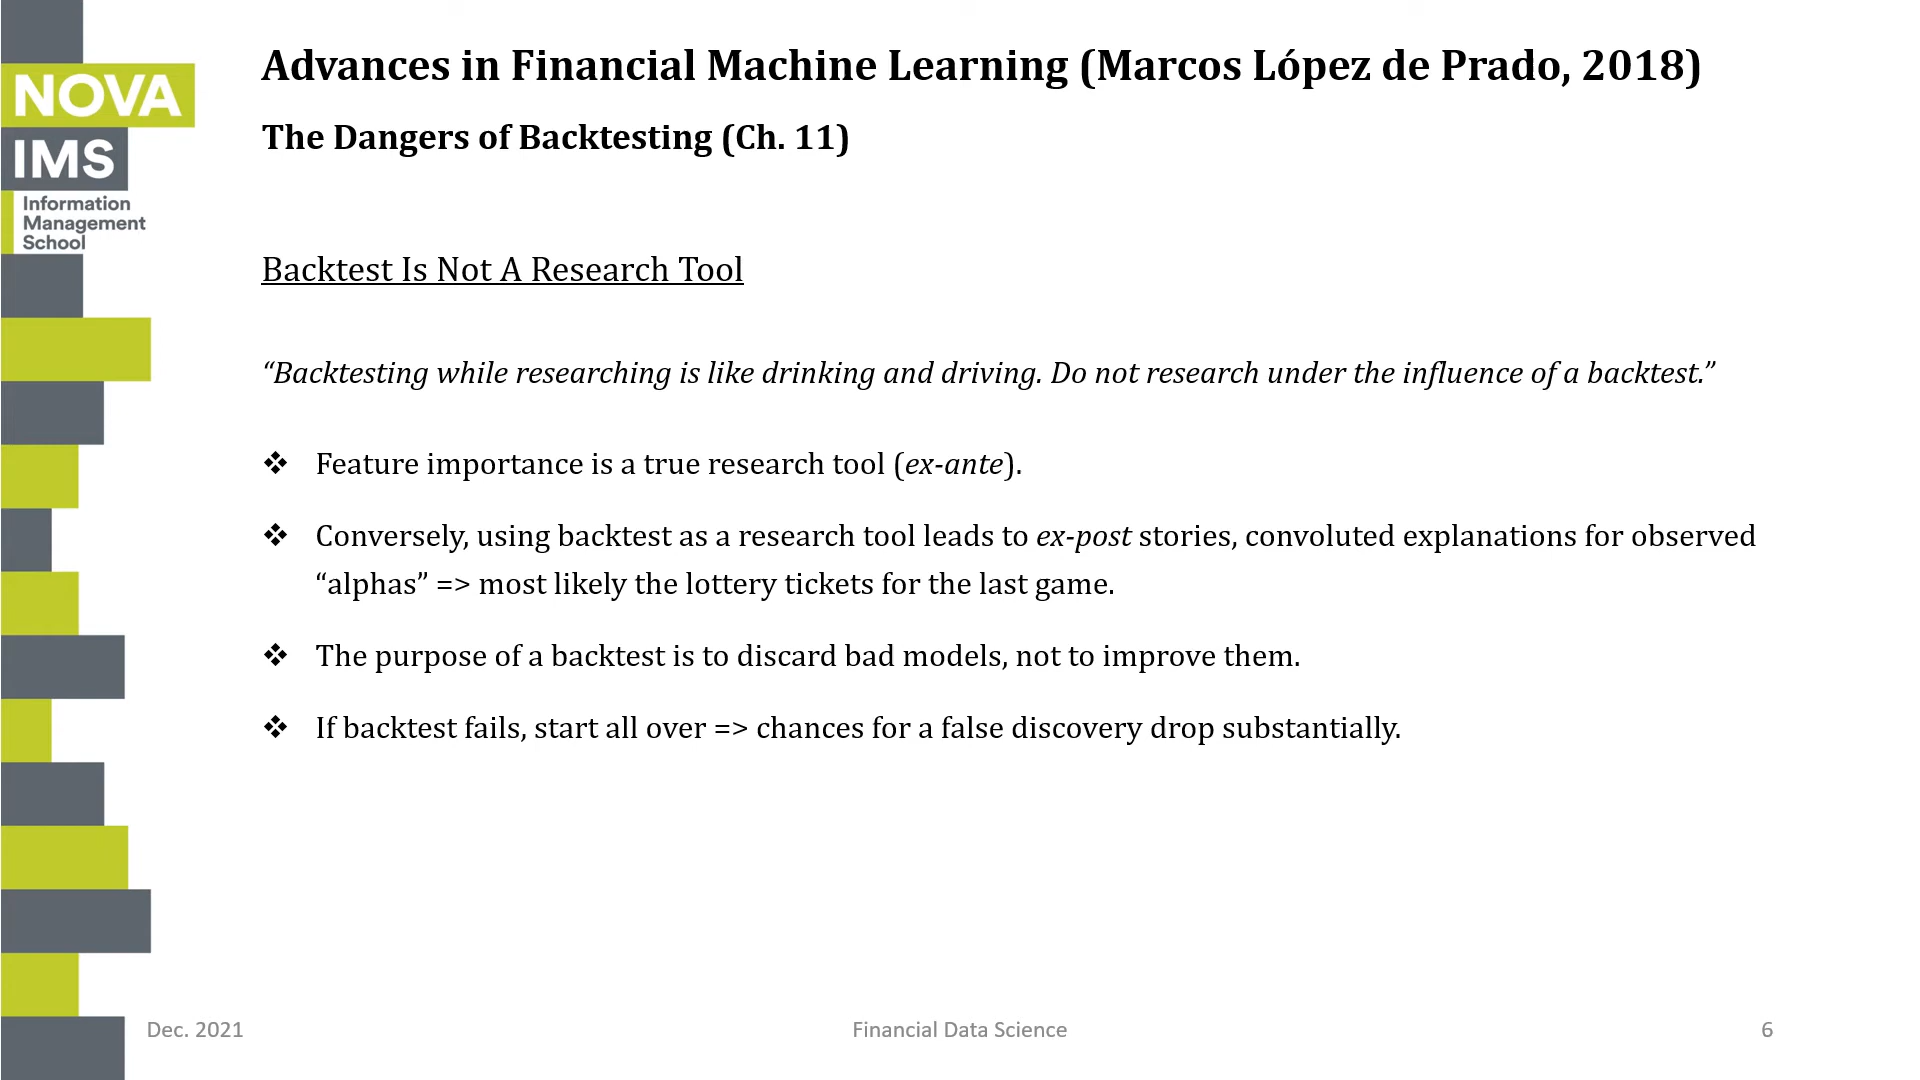 NOVA
IMS
Information
Management
School
Advances in Financial Machine Learning (Marcos López de Prado, 2018)
The Dangers of Backtesting (Ch. 11)
Backtest Is Not A Research Tool
“Backtesting while researching is like drinking and driving. Do not research under the influence of a backtest.”
❖ Feature importance is a true research tool (ex-ante).
❖ Conversely, using backtest as a research tool leads to ex-post stories, convoluted explanations for observed
“alphas” => most likely the lottery tickets for the last game.
❖ The purpose of a backtest is to discard bad models, not to improve them.
❖ If backtest fails, start all over => chances for a false discovery drop substantially.
Dec. 2021
Financial Data Science
6